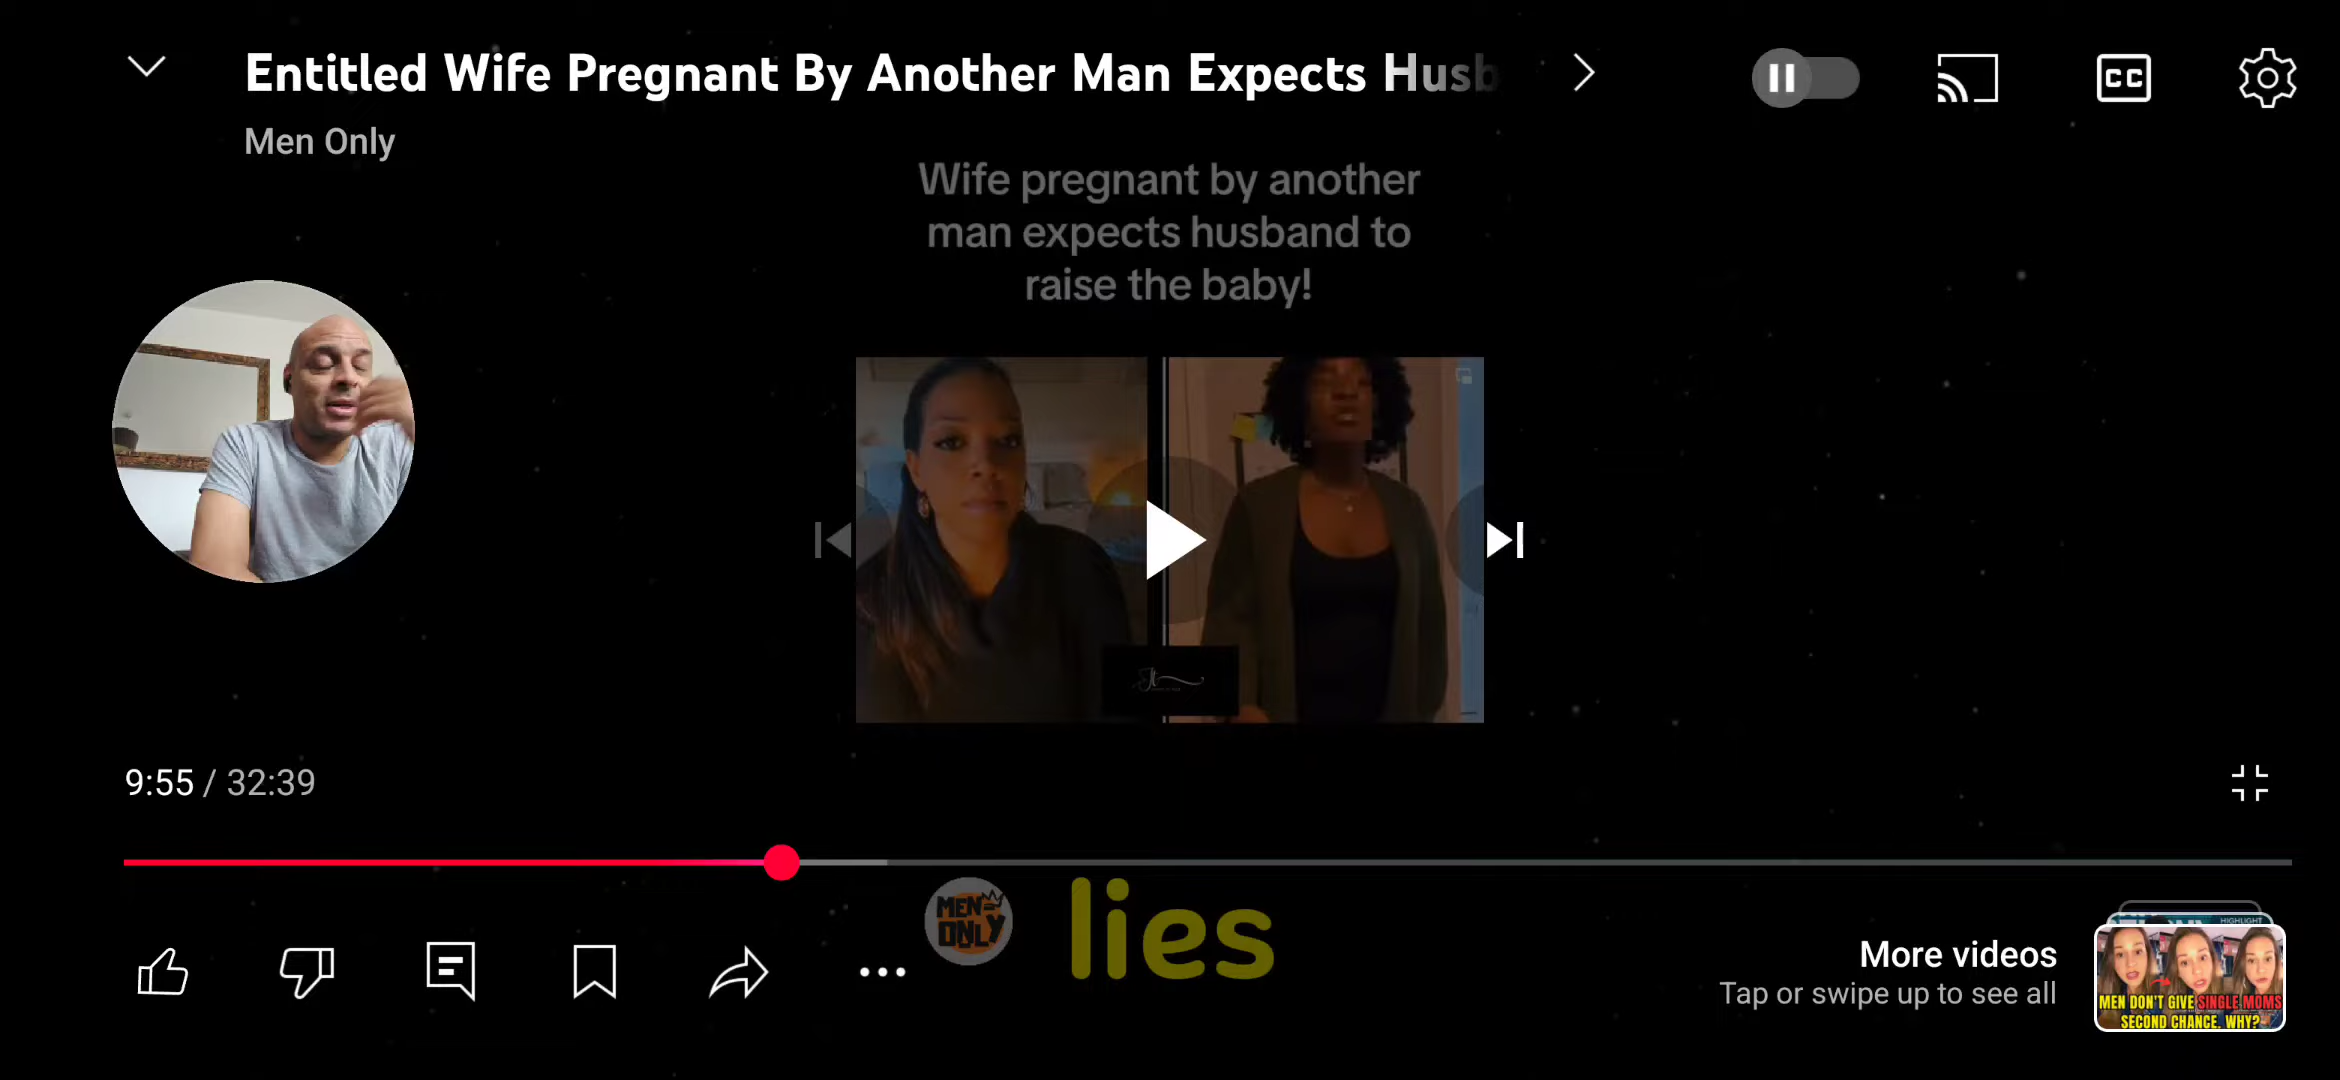 Entitled Wife Pregnant By Another Man Expects Husb
Men Only
CC
Wife pregnant by another
man expects husband to
raise the baby!
9:55 / 32:39
MEN
ONLY
lies
More videos
Tap or swipe up to see all
HIGHLIGHT
MEN DON'T GIVE SINGLE MOMS
SECOND CHANCE. WHY?